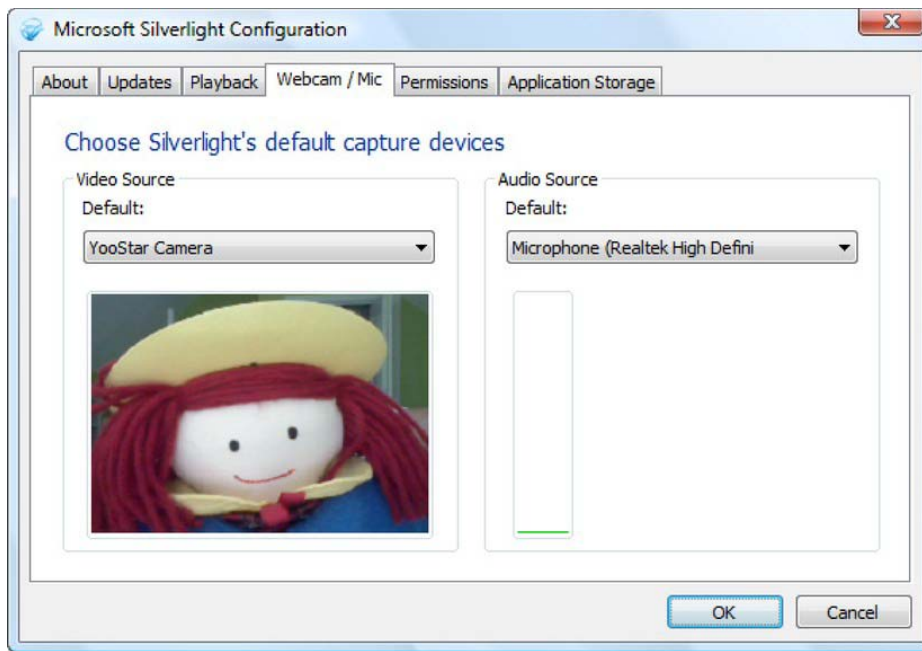 Microsoft Silverlight Configuration
About Updates Playback Webcam / Mic Permissions Application Storage
Choose Silverlight's default capture devices
Video Source
Default:
YooStar Camera
Audio Source
Default:
Microphone (Realtek High Defini
OK Cancel